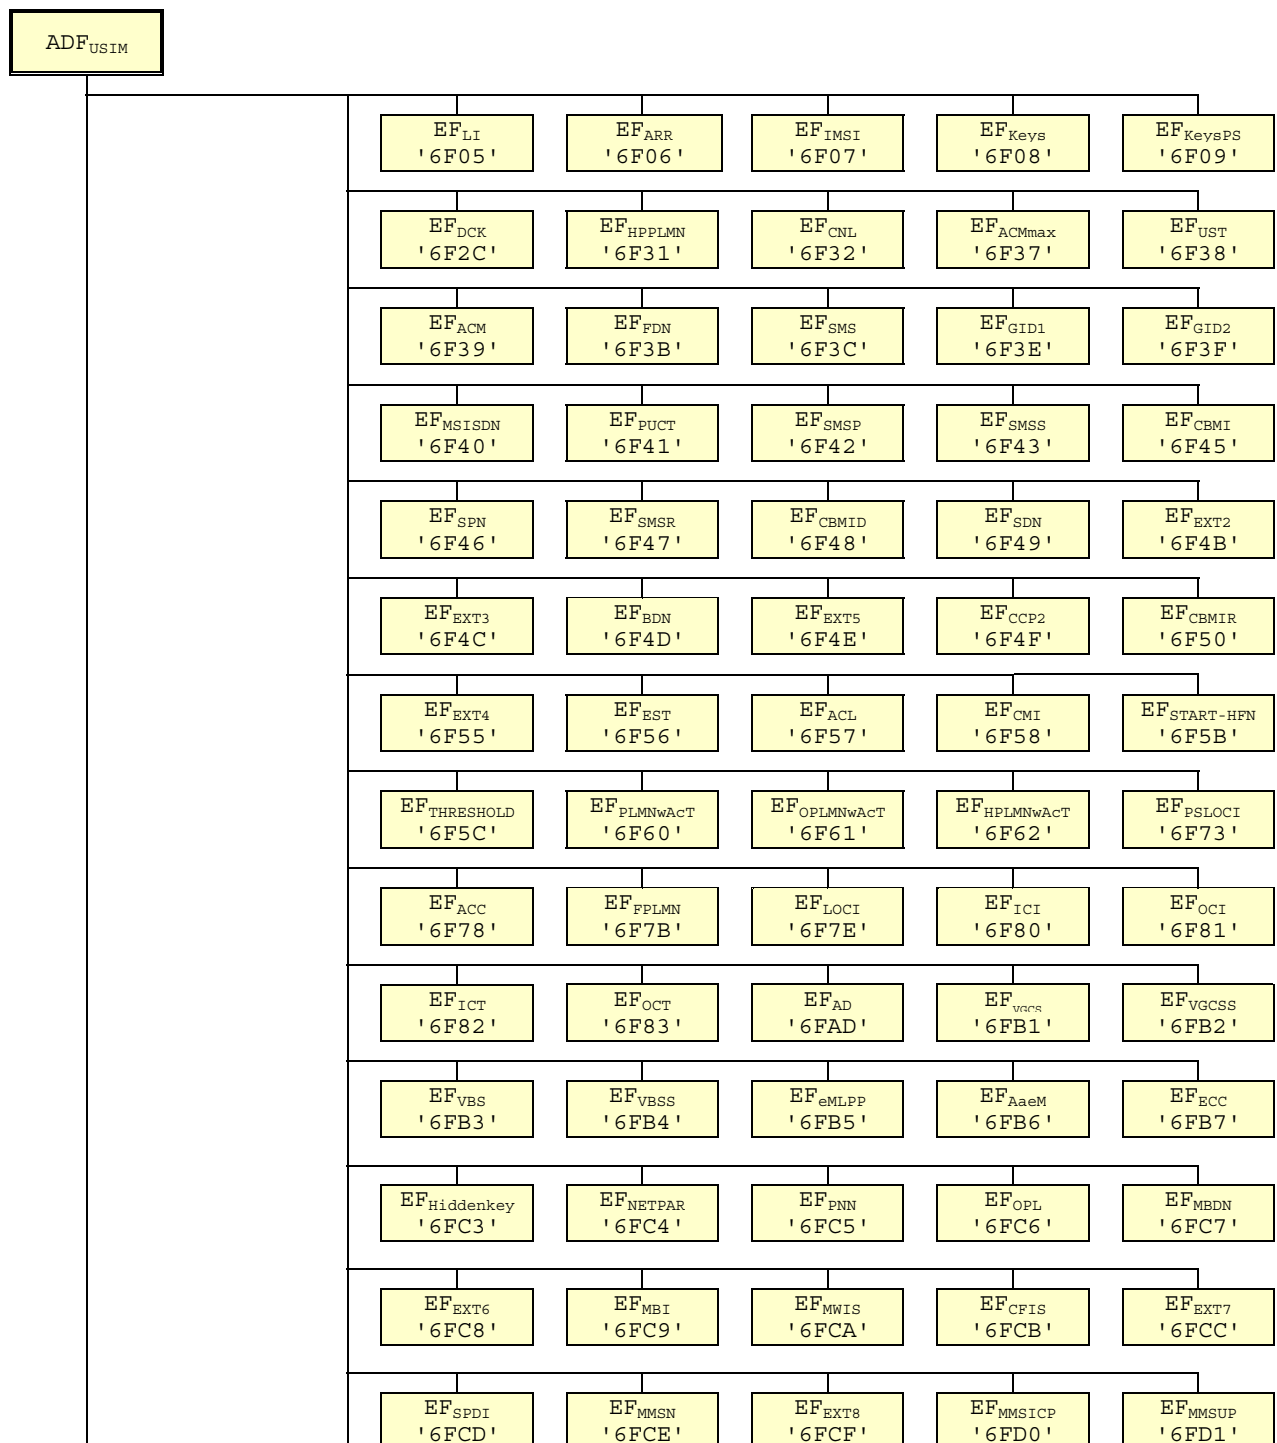 ADFUSIM
EFLI EFARR EFIMSI EFKeys EFKeysPS
'6F05' '6F06' '6F07' '6F08' '6F09'
EFDCK EFHPPLMN EFCNL EFACMmax EFUST
'6F2C' '6F31' '6F32' '6F37' '6F38'
EFACM EFFDN EFSMS EFGID1 EFGID2
'6F39' '6F3B' '6F3C' '6F3E' '6F3F'
EFMSISDN EFPUCT EFSMSP EFSMSS EFCBMI
'6F40' '6F41' '6F42' '6F43' '6F45'
EFSPN EFSMSR EFCBMID EFSDN EFEXT2
'6F46' '6F47' '6F48' '6F49' '6F4B'
EFEXT3 EFBDN EFEXT5 EFCCP2 EFCBMIR
'6F4C' '6F4D' '6F4E' '6F4F' '6F50'
EFEXT4 EFEST EFACL EFCMI EFSTART-HFN
'6F55' '6F56' '6F57' '6F58' '6F5B'
EFTHRESHOLD EFPLMNwAcT EFOPLMNwAcT EFHPLMNwAcT EFPSLOCI
'6F5C' '6F60' '6F61' '6F62' '6F73'
EFACC EFFPLMN EFLOCI EFICI EFOCI
'6F78' '6F7B' '6F7E' '6F80' '6F81'
EFICT EFOCT EFAD EFVGCS EFVGCSS
'6F82' '6F83' '6FAD' '6FB1' '6FB2'
EFVBS EFVBSS EFeMLPP EFAaeM EFECC
'6FB3' '6FB4' '6FB5' '6FB6' '6FB7'
EFHiddenkey EFNETPAR EFPNN EFOPL EFMBDN
'6FC3' '6FC4' '6FC5' '6FC6' '6FC7'
EFEXT6 EFMBI EFMWIS EFCFIS EFEXT7
'6FC8' '6FC9' '6FCA' '6FCB' '6FCC'
EFSPDI EFMMSN EFEXT8 EFMMSICP EFMMSUP
'6FCD' '6FCE' '6FCF' '6FD0' '6FD1'